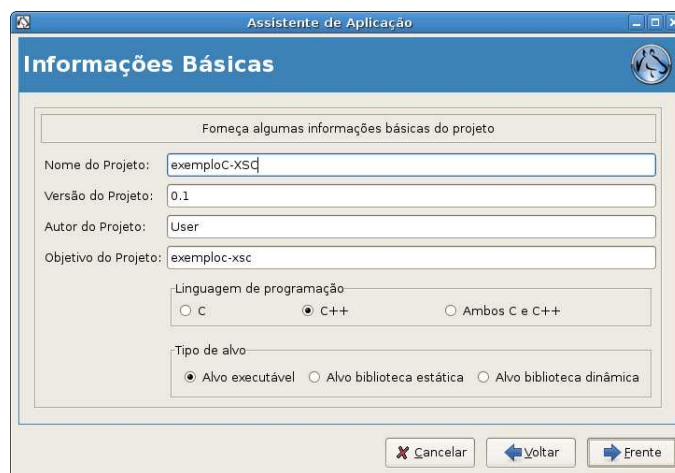 Assistente de Aplicação
Informações Básicas
Forneça algumas informações básicas do projeto
Nome do Projeto: exemploC-XSC
Versão do Projeto: 0.1
Autor do Projeto: User
Objetivo do Projeto: exemploc-xsc
Linguagem de programação
C C++ Ambos C e C++
Tipo de alvo
Alvo executável Alvo biblioteca estática Alvo biblioteca dinâmica
Cancelar Voltar Frente